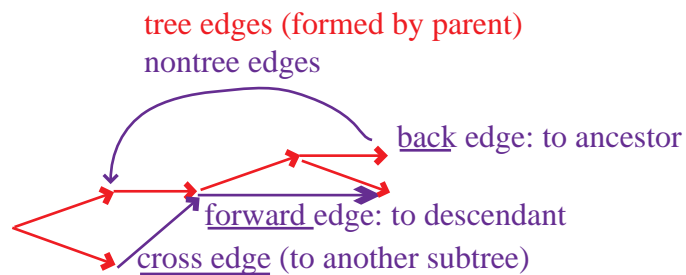 tree edges (formed by parent)
nontree edges
back edge: to ancestor
forward edge: to descendant
cross edge (to another subtree)